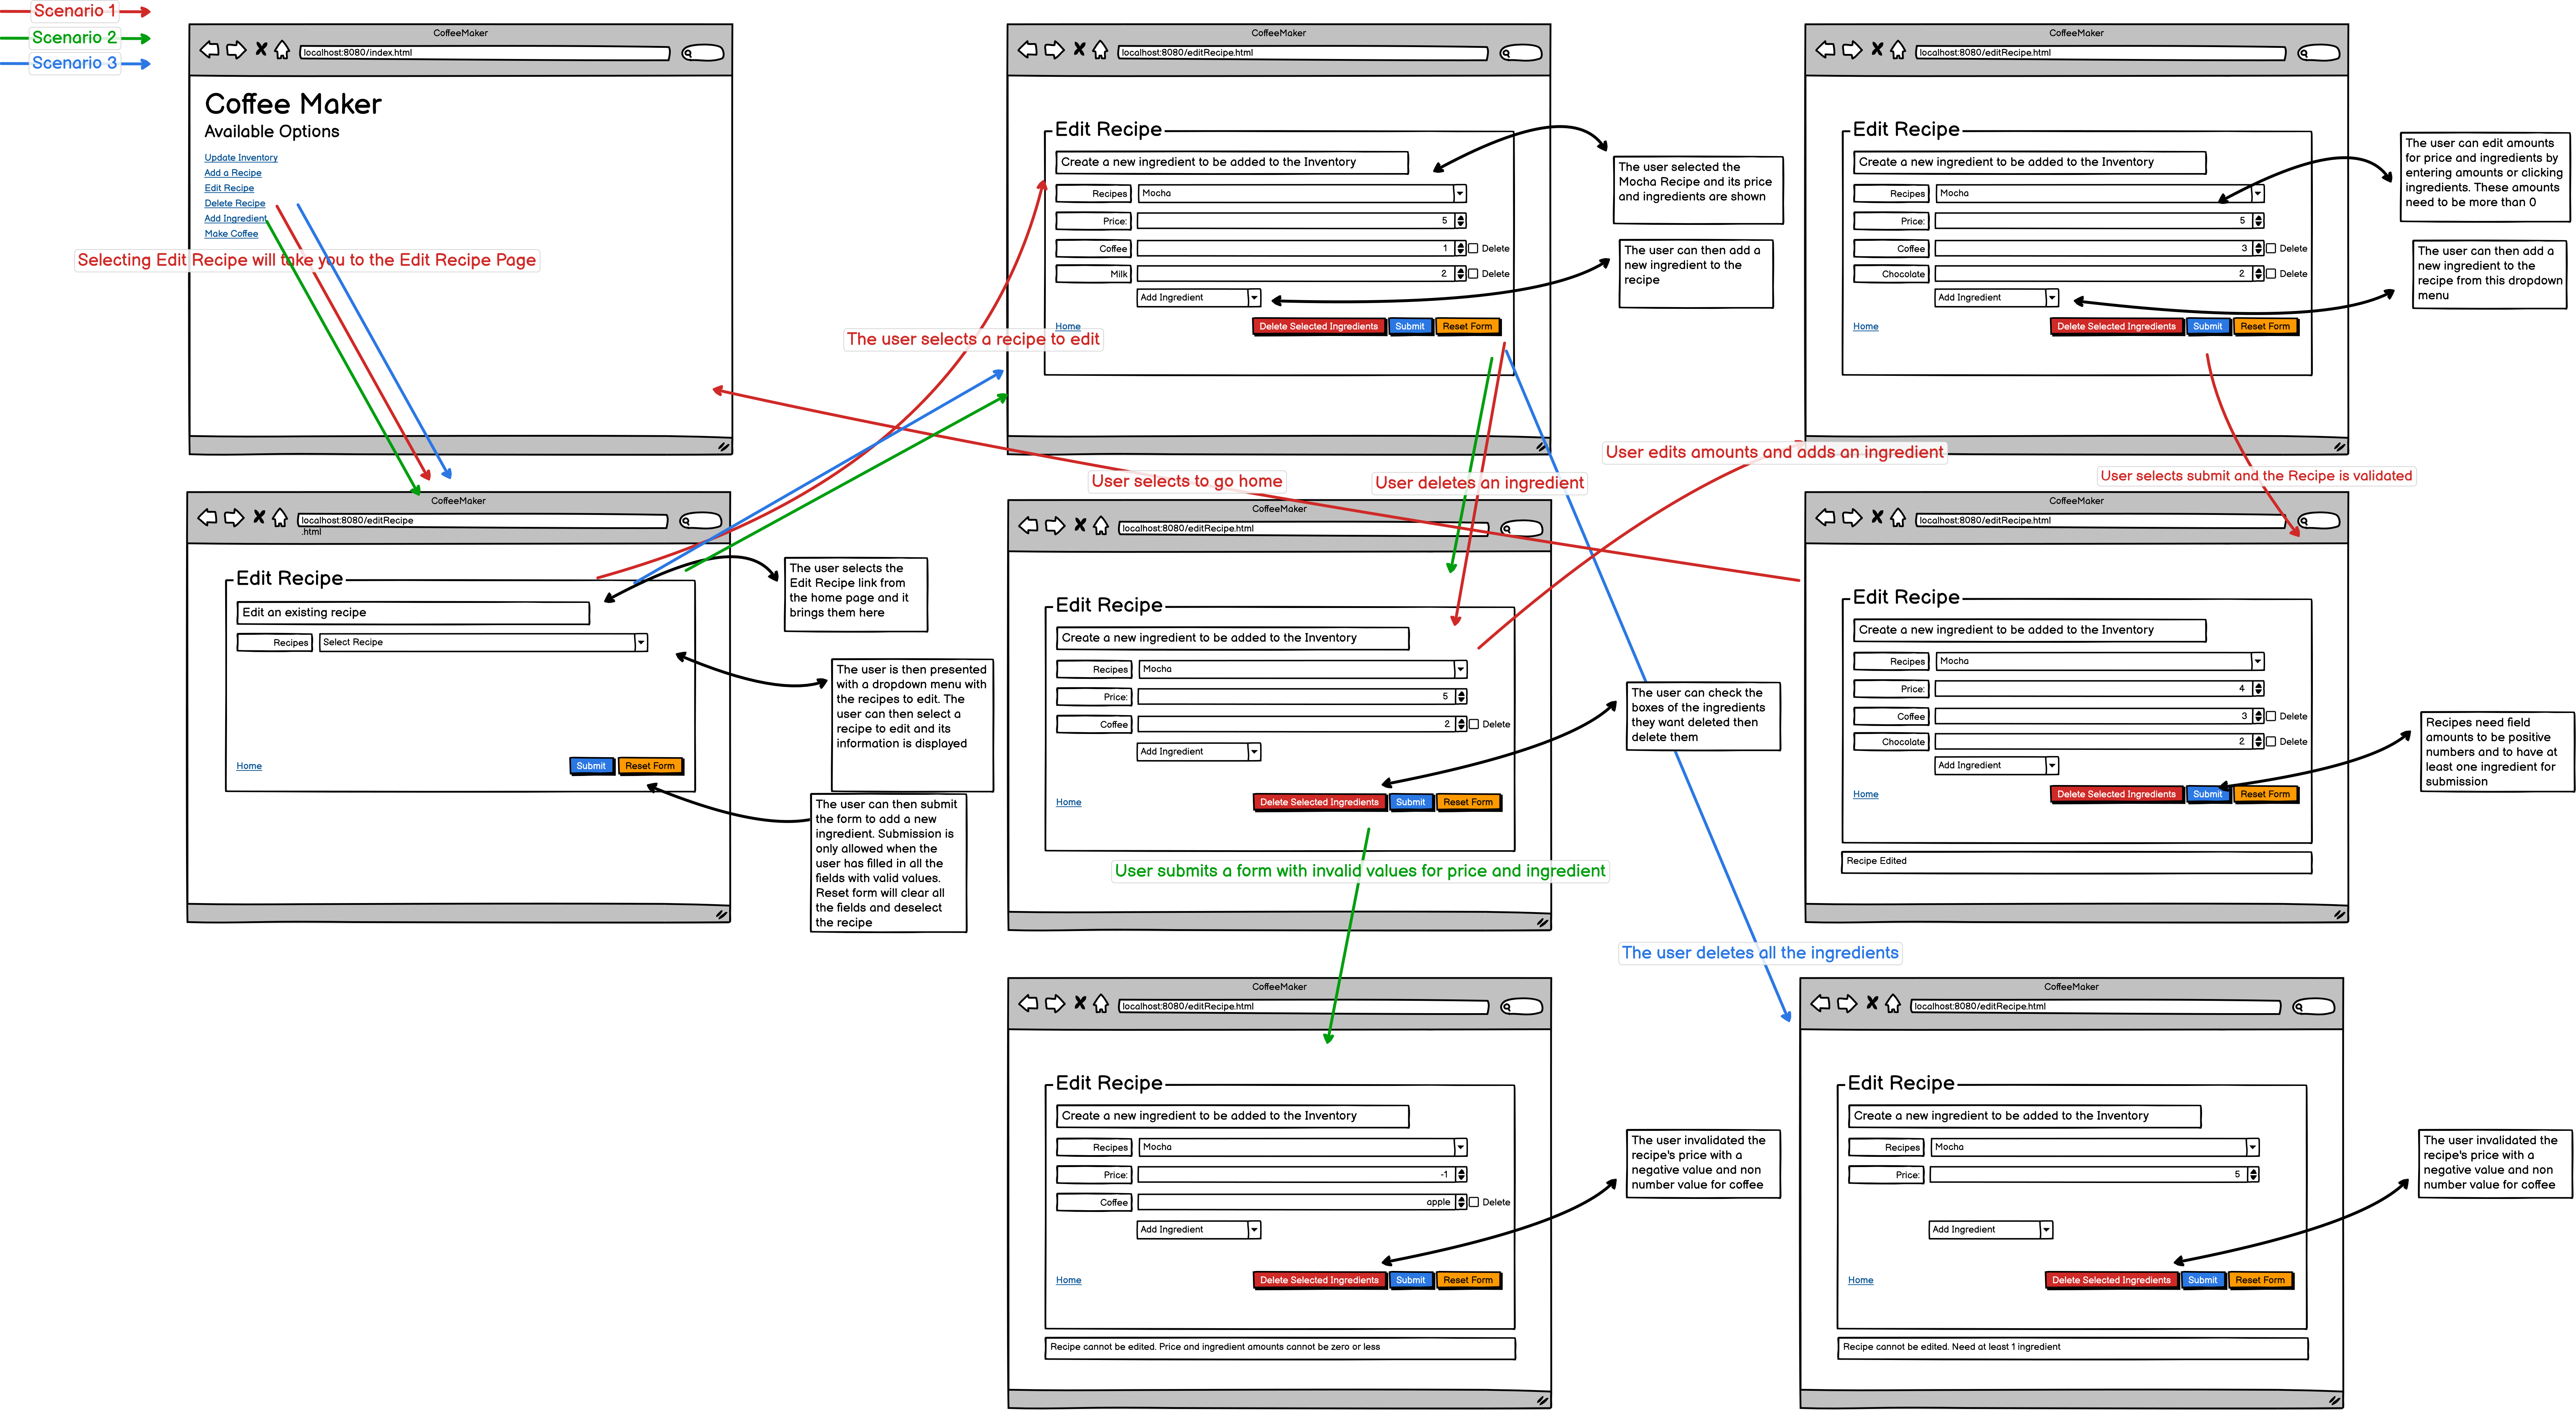 Scenario 1
Scenario 2
Scenario 3
CoffeeMaker
localhost:8080/index.html
Coffee Maker
Available Options
Update Inventory
Add a Recipe
Edit Recipe
Delete Recipe
Add Ingredient
Make Coffee
Selecting Edit Recipe will take you to the Edit Recipe Page
CoffeeMaker
localhost:8080/editRecipe.html
Edit Recipe
Create a new ingredient to be added to the Inventory
Recipes
Mocha
Price:
5
Coffee
1
Delete
Milk
2
Delete
Add Ingredient
Home
Delete Selected Ingredients
Submit
Reset Form
The user selected the
Mocha Recipe and its price
and ingredients are shown
The user can then add a
new ingredient to the
recipe
The user selects a recipe to edit
CoffeeMaker
localhost:8080/editRecipe.html
Edit Recipe
Create a new ingredient to be added to the Inventory
Recipes
Mocha
Price:
5
Coffee
3
Delete
Chocolate
2
Delete
Add Ingredient
Home
Delete Selected Ingredients
Submit
Reset Form
The user can edit amounts
for price and ingredients by
entering amounts or clicking
ingredients. These amounts
need to be more than 0
The user can then add a
new ingredient to the
recipe from this dropdown
menu
User selects to go home
User deletes an ingredient
User edits amounts and adds an ingredient
User selects submit and the Recipe is validated
CoffeeMaker
localhost:8080/editRecipe
.html
Edit Recipe
Edit an existing recipe
Recipes
Select Recipe
Home
Submit
Reset Form
The user selects the
Edit Recipe link from
the home page and it
brings them here
The user is then presented
with a dropdown menu with
the recipes to edit. The
user can then select a
recipe to edit and its
information is displayed
The user can then submit
the form to add a new
ingredient. Submission is
only allowed when the
user has filled in all the
fields with valid values.
Reset form will clear all
the fields and deselect
the recipe
CoffeeMaker
localhost:8080/editRecipe.html
Edit Recipe
Create a new ingredient to be added to the Inventory
Recipes
Mocha
Price:
5
Coffee
2
Delete
Add Ingredient
Home
Delete Selected Ingredients
Submit
Reset Form
The user can check the
boxes of the ingredients
they want deleted then
delete them
User submits a form with invalid values for price and ingredient
CoffeeMaker
localhost:8080/editRecipe.html
Edit Recipe
Create a new ingredient to be added to the Inventory
Recipes
Mocha
Price:
4
Coffee
3
Delete
Chocolate
2
Delete
Add Ingredient
Home
Delete Selected Ingredients
Submit
Reset Form
Recipe Edited
Recipes need field
amounts to be positive
numbers and to have at
least one ingredient for
submission
The user deletes all the ingredients
CoffeeMaker
localhost:8080/editRecipe.html
Edit Recipe
Create a new ingredient to be added to the Inventory
Recipes
Mocha
Price:
-1
Coffee
apple
Delete
Add Ingredient
Home
Delete Selected Ingredients
Submit
Reset Form
Recipe cannot be edited. Price and ingredient amounts cannot be zero or less
The user invalidated the
recipe's price with a
negative value and non
number value for coffee
CoffeeMaker
localhost:8080/editRecipe.html
Edit Recipe
Create a new ingredient to be added to the Inventory
Recipes
Mocha
Price:
5
Add Ingredient
Home
Delete Selected Ingredients
Submit
Reset Form
Recipe cannot be edited. Need at least 1 ingredient
The user invalidated the
recipe's price with a
negative value and non
number value for coffee